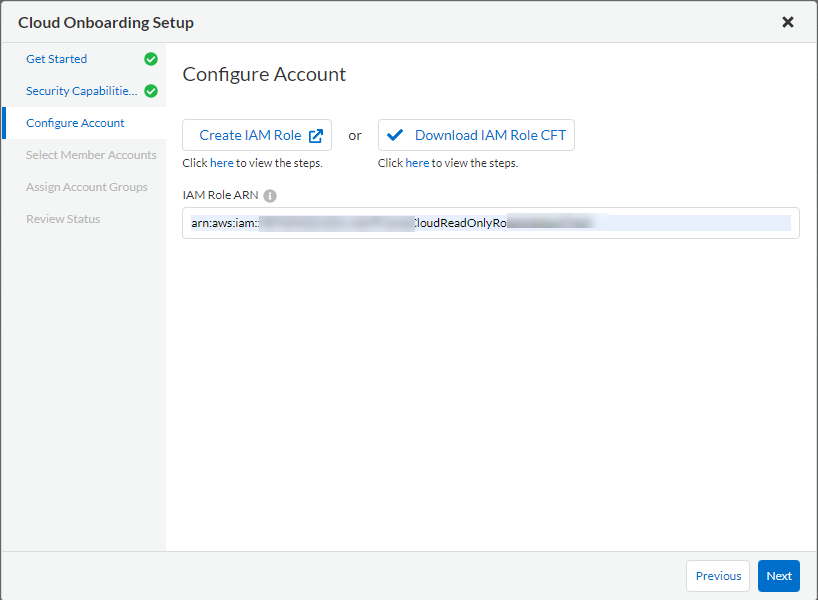 Cloud Onboarding Setup
Get Started
Security Capabilitie...
Configure Account
Select Member Accounts
Assign Account Groups
Review Status
Configure Account
Create IAM Role or Download IAM Role CFT
Click here to view the steps. Click here to view the steps.
IAM Role ARN
arn:aws:iam:: CloudReadOnlyRo
Previous Next